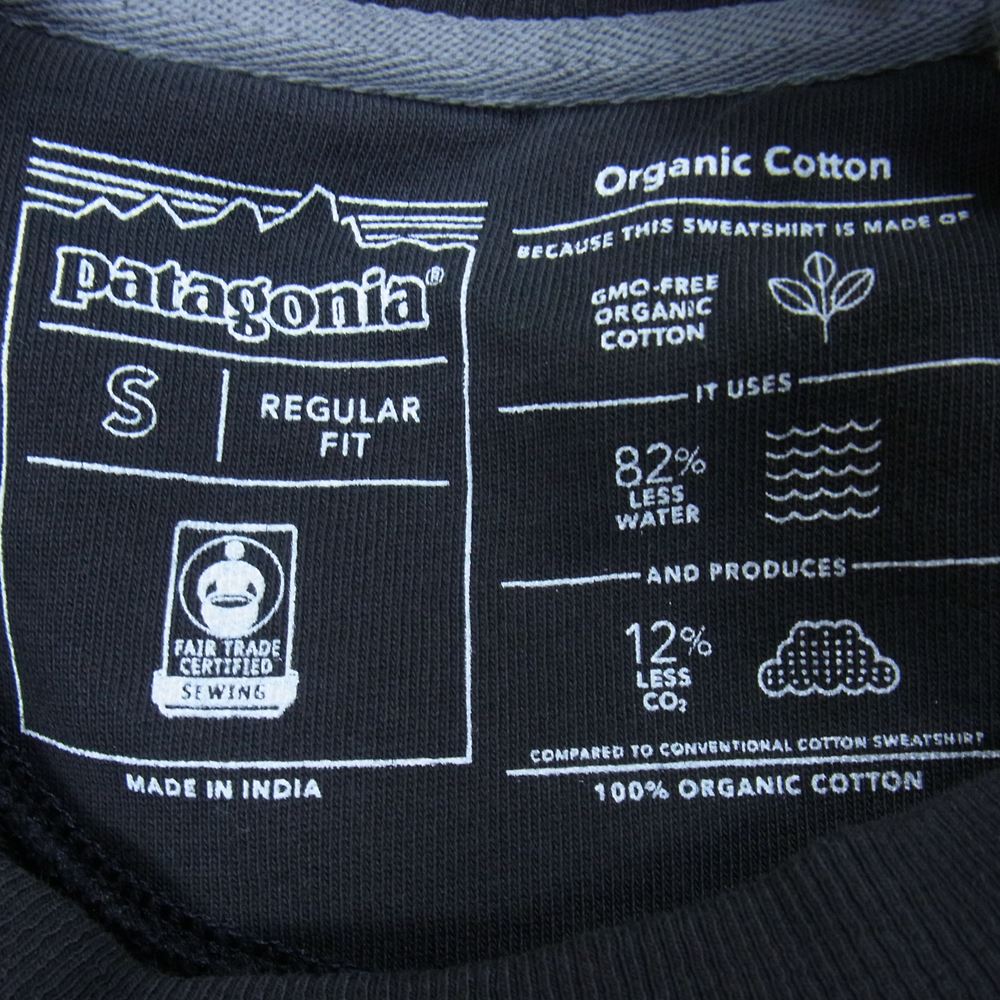 patagonia®
S
REGULAR
FIT
FAIR TRADE
CERTIFIED™
SEWING
MADE IN INDIA
Organic Cotton
BECAUSE THIS SWEATSHIRT IS MADE OF
GMO-FREE
ORGANIC
COTTON
IT USES
82%
LESS
WATER
AND PRODUCES
12%
LESS
CO₂
COMPARED TO CONVENTIONAL COTTON SWEATSHIRT
100% ORGANIC COTTON